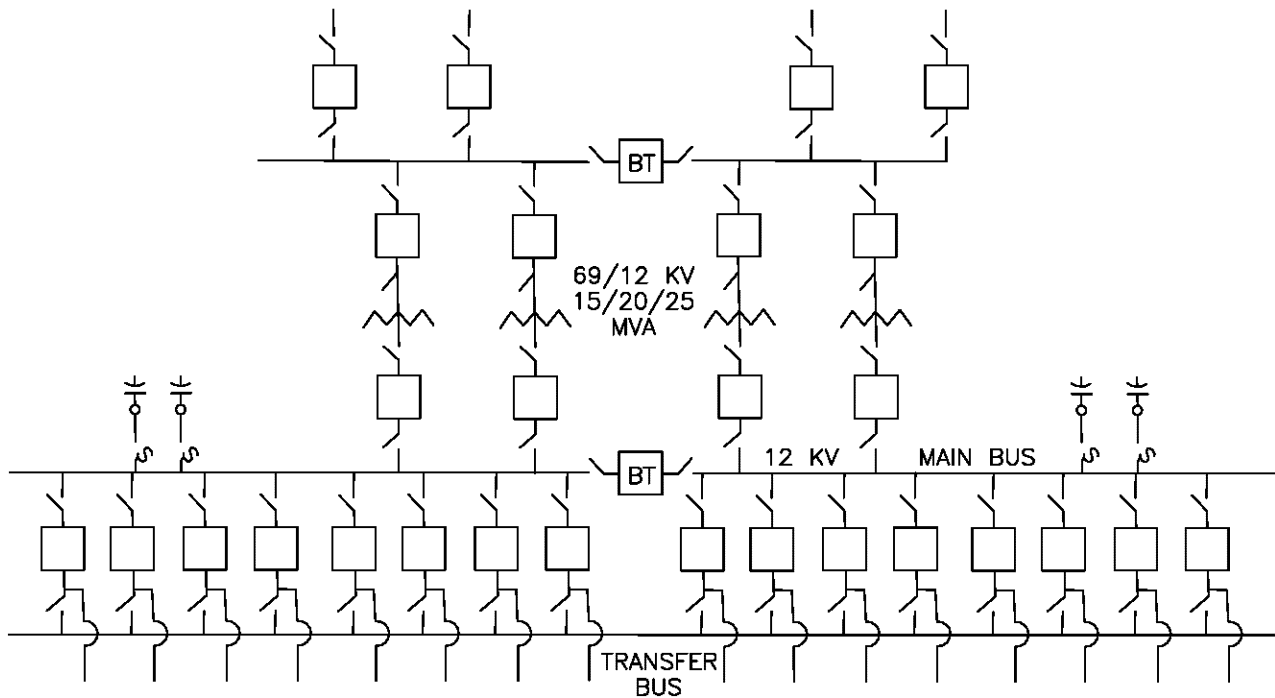 BT
69/12 KV
15/20/25
MVA
12 KV MAIN BUS
BT
TRANSFER
BUS